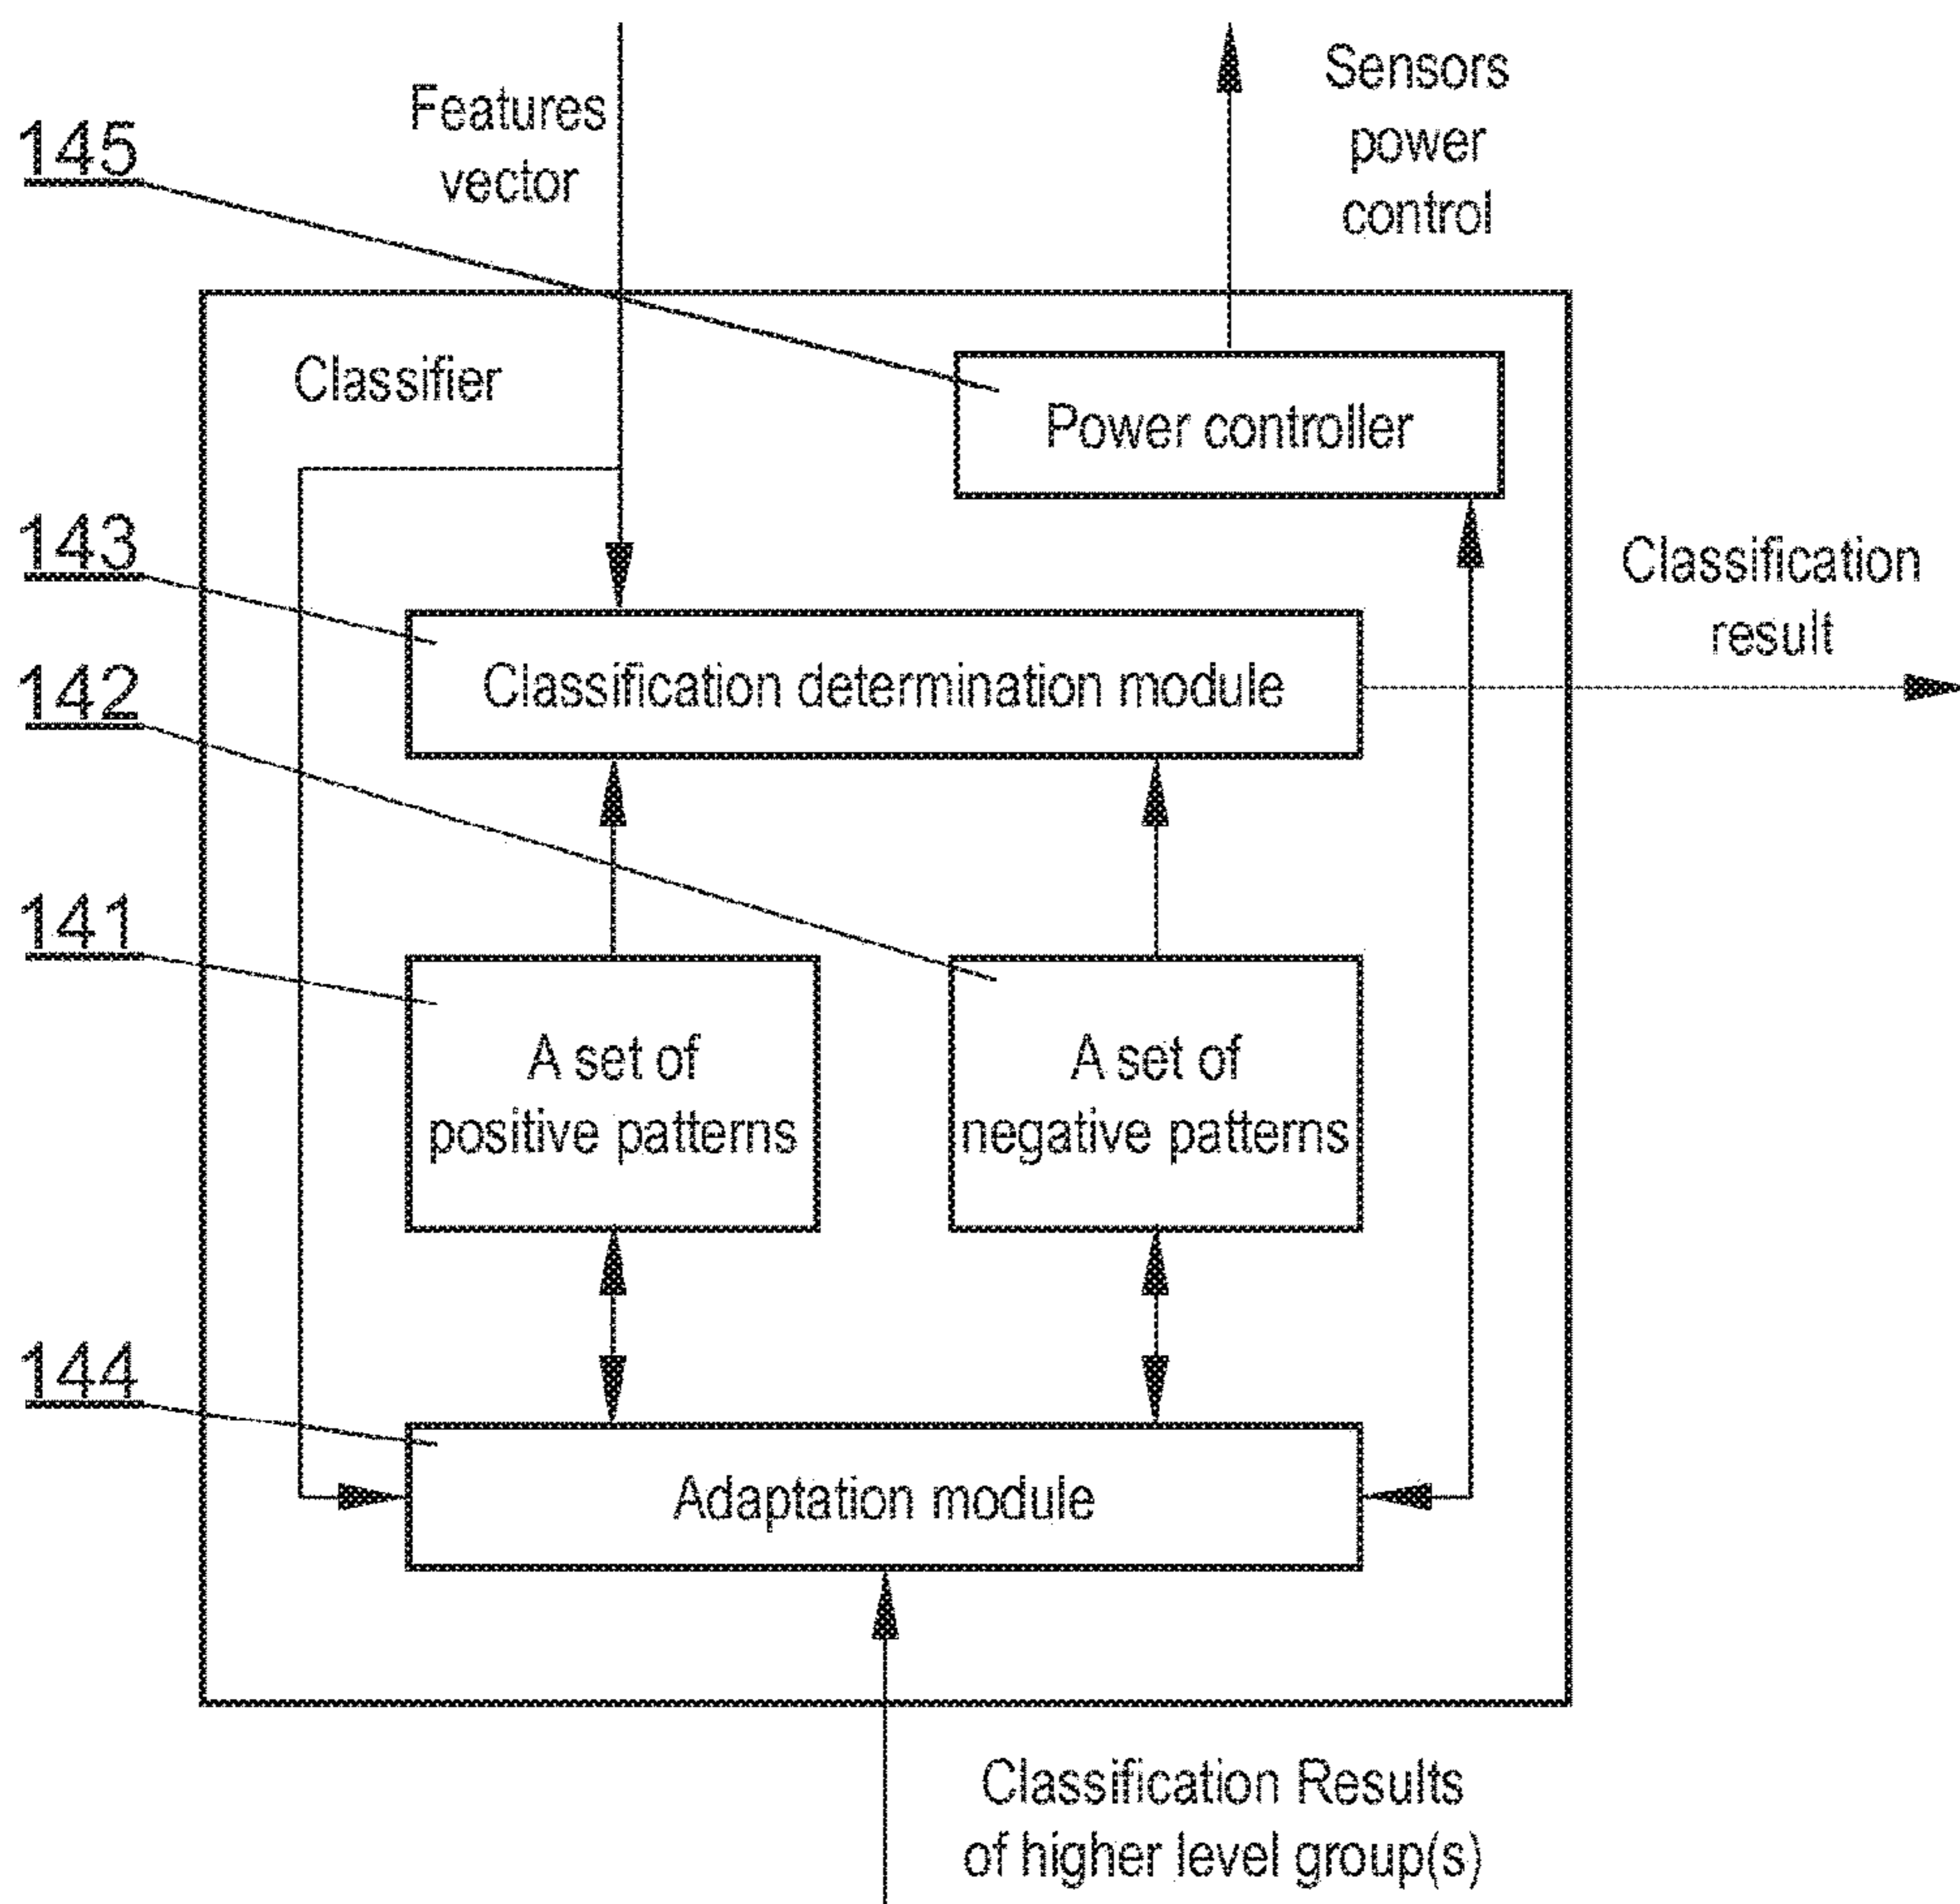 Features
vector
Sensors
power
control
145
Classifier
Power controller
143
Classification
result
Classification determination module
142
141
A set of
positive patterns
A set of
negative patterns
144
Adaptation module
Classification Results
of higher level group(s)